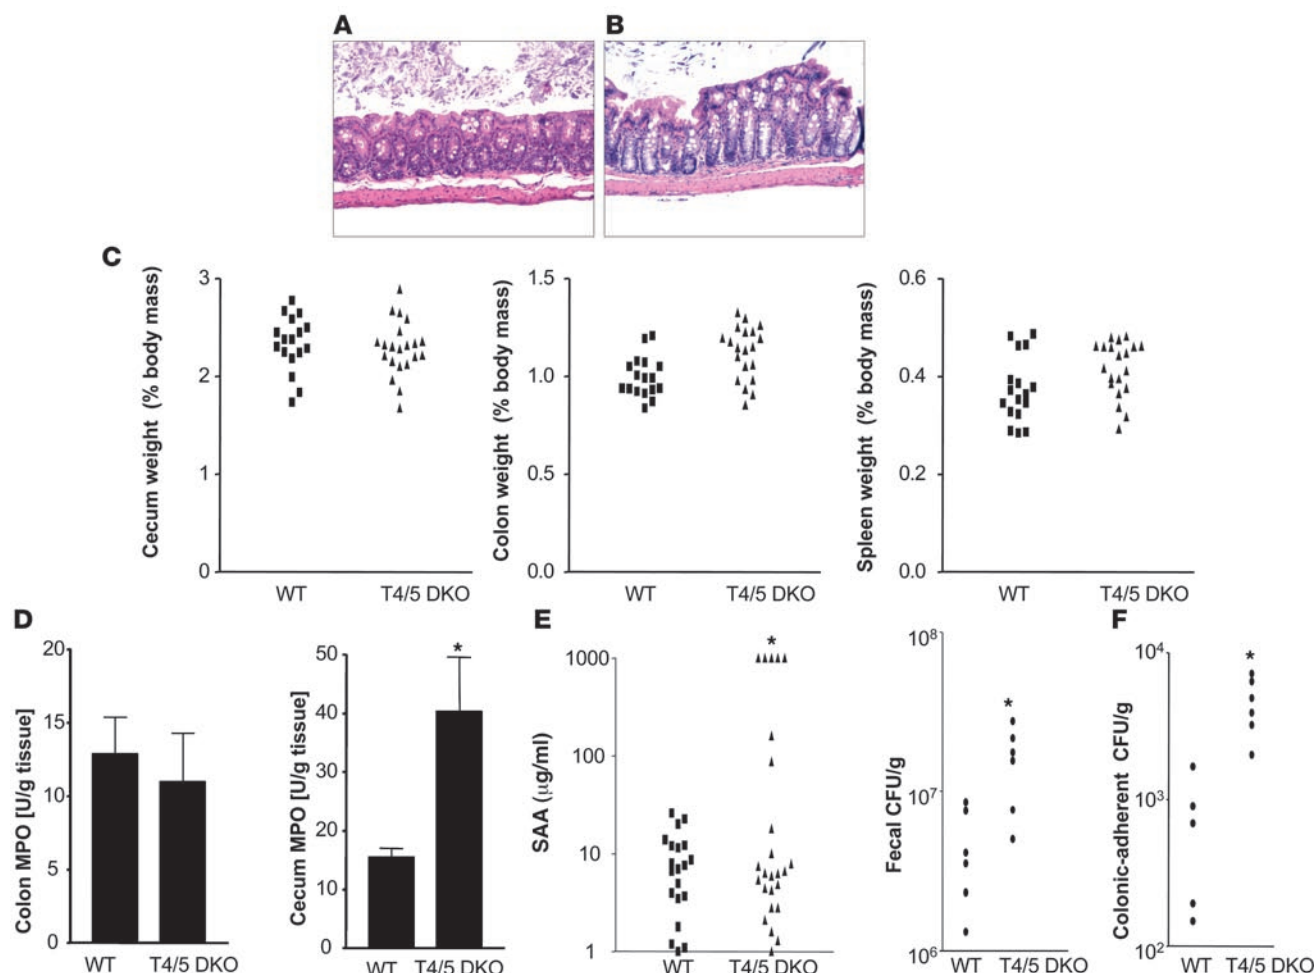 A
B
C
Cecum weight (% body mass)
3
2
1
0
WT
T4/5 DKO
Colon weight (% body mass)
1.5
1.0
0.5
0.0
WT
T4/5 DKO
Spleen weight (% body mass)
0.6
0.4
0.2
0.0
WT
T4/5 DKO
D
Colon MPO [U/g tissue]
20
15
10
5
0
WT
T4/5 DKO
Cecum MPO [U/g tissue]
50
40
30
20
10
0
*
WT
T4/5 DKO
E
SAA (μg/ml)
1000
100
10
1
*
WT
T4/5 DKO
Fecal CFU/g
10⁸
10⁷
10⁶
*
WT
T4/5 DKO
F
Colonic-adherent CFU/g
10⁴
10³
10²
*
WT
T4/5 DKO